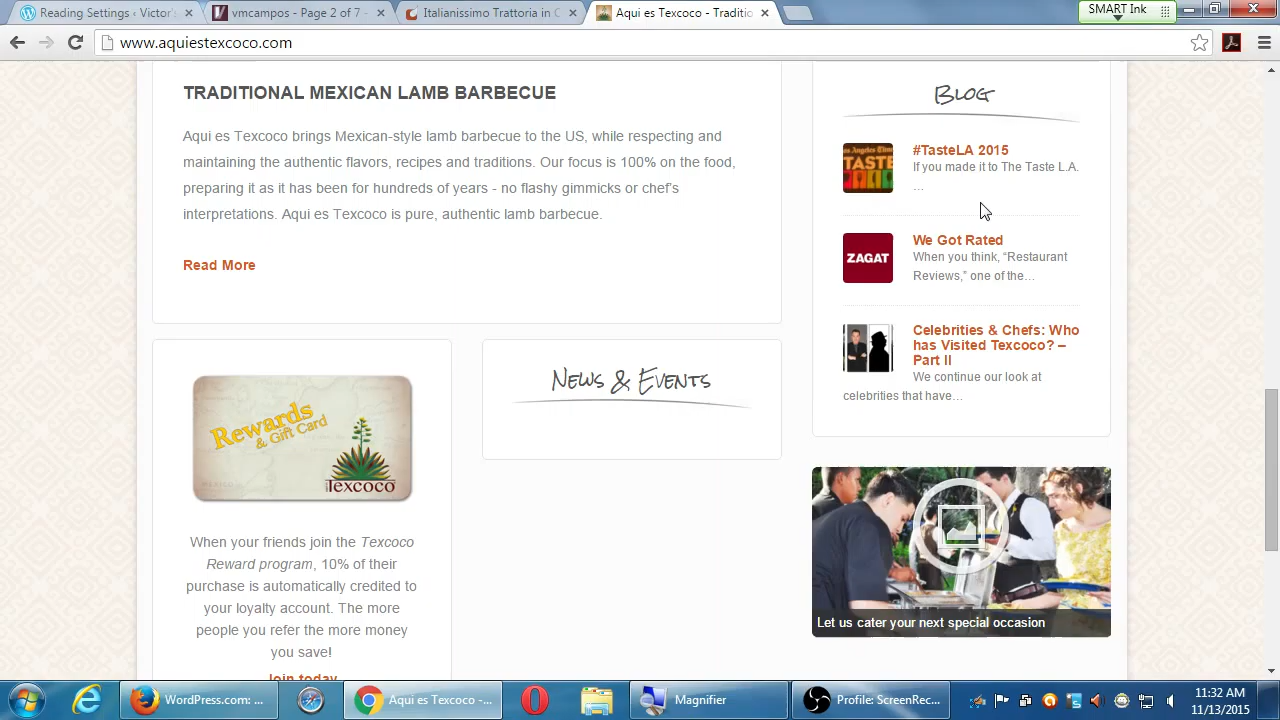 Reading Settings ‹ Victor's
vmcampos - Page 2 of 7 -
Italianissimo Trattoria in C
Aqui es Texcoco - Traditio
SMART Ink
www.aquiestexcoco.com
TRADITIONAL MEXICAN LAMB BARBECUE
Aqui es Texcoco brings Mexican-style lamb barbecue to the US, while respecting and
maintaining the authentic flavors, recipes and traditions. Our focus is 100% on the food,
preparing it as it has been for hundreds of years - no flashy gimmicks or chef's
interpretations. Aqui es Texcoco is pure, authentic lamb barbecue.
Read More
Blog
Los Angeles Times
TASTE
#TasteLA 2015
If you made it to The Taste L.A.
…
ZAGAT
We Got Rated
When you think, “Restaurant
Reviews,” one of the…
Celebrities & Chefs: Who
has Visited Texcoco? –
Part II
We continue our look at
celebrities that have…
Rewards
& Gift Card
Texcoco
News & Events
When your friends join the Texcoco
Reward program, 10% of their
purchase is automatically credited to
your loyalty account. The more
people you refer the more money
you save!
Join today
Let us cater your next special occasion
WordPress.com: ...
Aqui es Texcoco -...
Magnifier
Profile: ScreenRec...
11:32 AM
11/13/2015